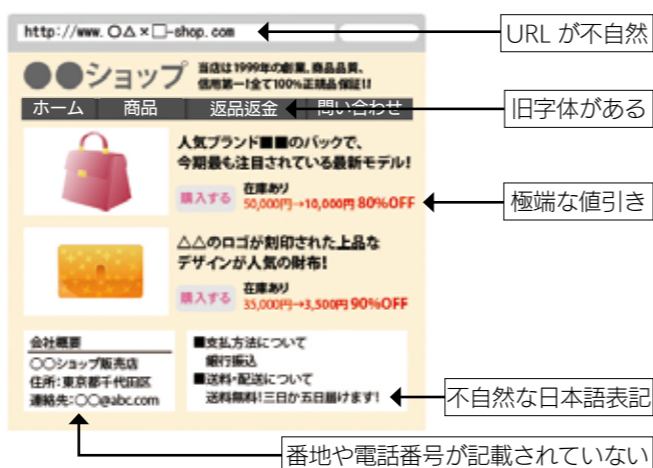 http://www.○△×□-shop.com
URL が不自然
●●ショップ
当店は1999年の創業、商品品質、
信用第一!全て100%正規品保証!!
ホーム 商品 返品返金 問い合わせ
旧字体がある
人気ブランド■■のバックで、
今期最も注目されている最新モデル!
購入する
在庫あり
50,000円→10,000円 80%OFF
極端な値引き
△△のロゴが刻印された上品な
デザインが人気の財布!
購入する
在庫あり
35,000円→3,500円 90%OFF
会社概要
○○ショップ販売店
住所:東京都千代田区
連絡先:○○@abc.com
■支払方法について
銀行振込
■送料・配送について
送料無料!三日か五日届けます!
不自然な日本語表記
番地や電話番号が記載されていない